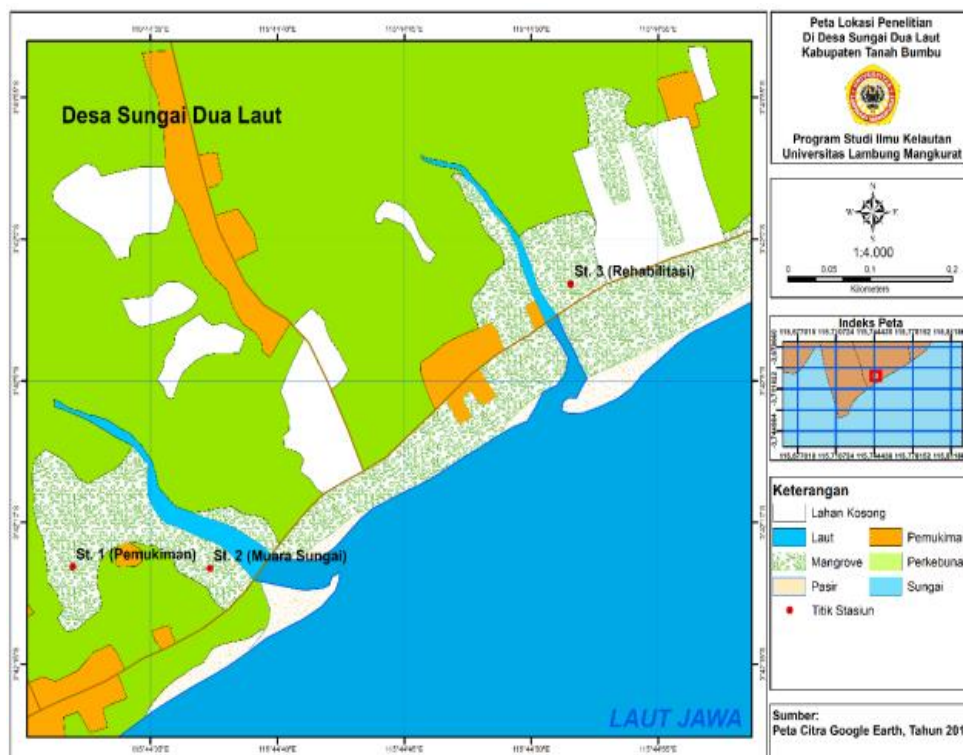 Peta Lokasi Penelitian
Di Desa Sungai Dua Laut
Kabupaten Tanah Bumbu
Program Studi Ilmu Kelautan
Universitas Lambung Mangkurat
N
W E
S
1:4.000
0 0.05 0.1 0.2
Kilometers
Indeks Peta
Keterangan
Lahan Kosong
Laut
Pemukima
Mangrove
Perkebuna
Pasir
Sungai
Titik Stasiun
Sumber:
Peta Citra Google Earth, Tahun 201
Desa Sungai Dua Laut
St. 3 (Rehabilitasi)
St. 1 (Pemukiman)
St. 2 (Muara Sungai)
LAUT JAWA